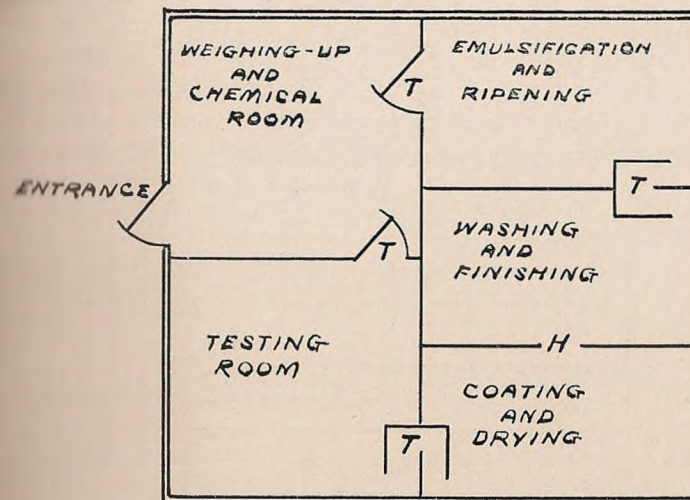 WEIGHING-UP
AND
CHEMICAL
ROOM
T
EMULSIFICATION
AND
RIPENING
ENTRANCE
T
T
WASHING
AND
FINISHING
TESTING
ROOM
H
COATING
AND
DRYING
T